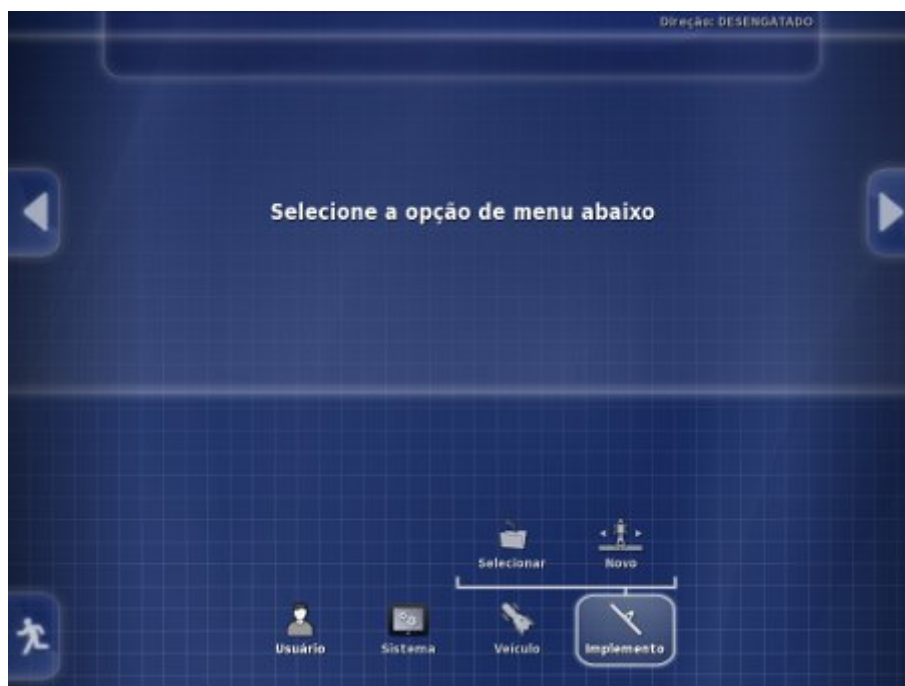 Direção: DESENGATADO
Selecione a opção de menu abaixo
Selecionar
Novo
Usuário
Sistema
Veículo
Implemento